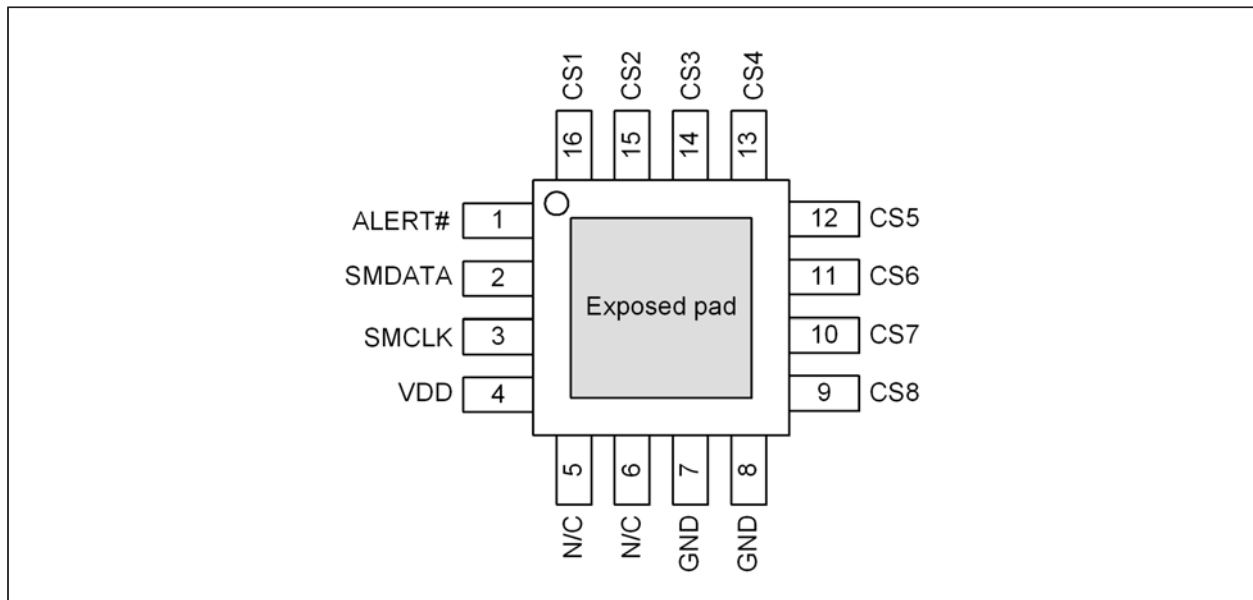 CS1 CS2 CS3 CS4
16 15 14 13
ALERT# 1 12 CS5
SMDATA 2 11 CS6
Exposed pad
SMCLK 3 10 CS7
VDD 4 9 CS8
5 6 7 8
N/C N/C GND GND